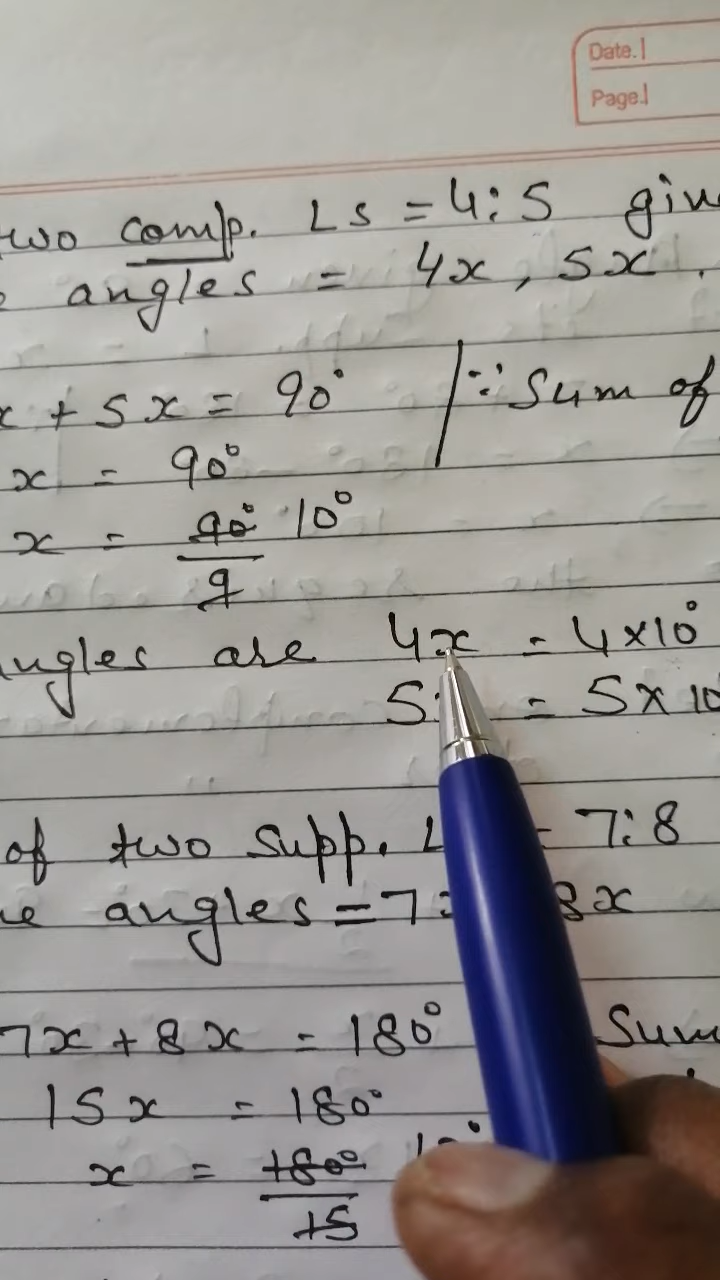 Date.
Page.
two comp. Ls = 4:5
angles = 4x, 5x.
+ 5x = 90° | ∵ Sum of
x = 90°
x = 90° 10°
9
angles are 4x = 4×10°
5 = 5×10
of two supp. 7:8
angles = 7 8x
7x + 8x = 180° Sum
15x = 180°
x = 180°
15